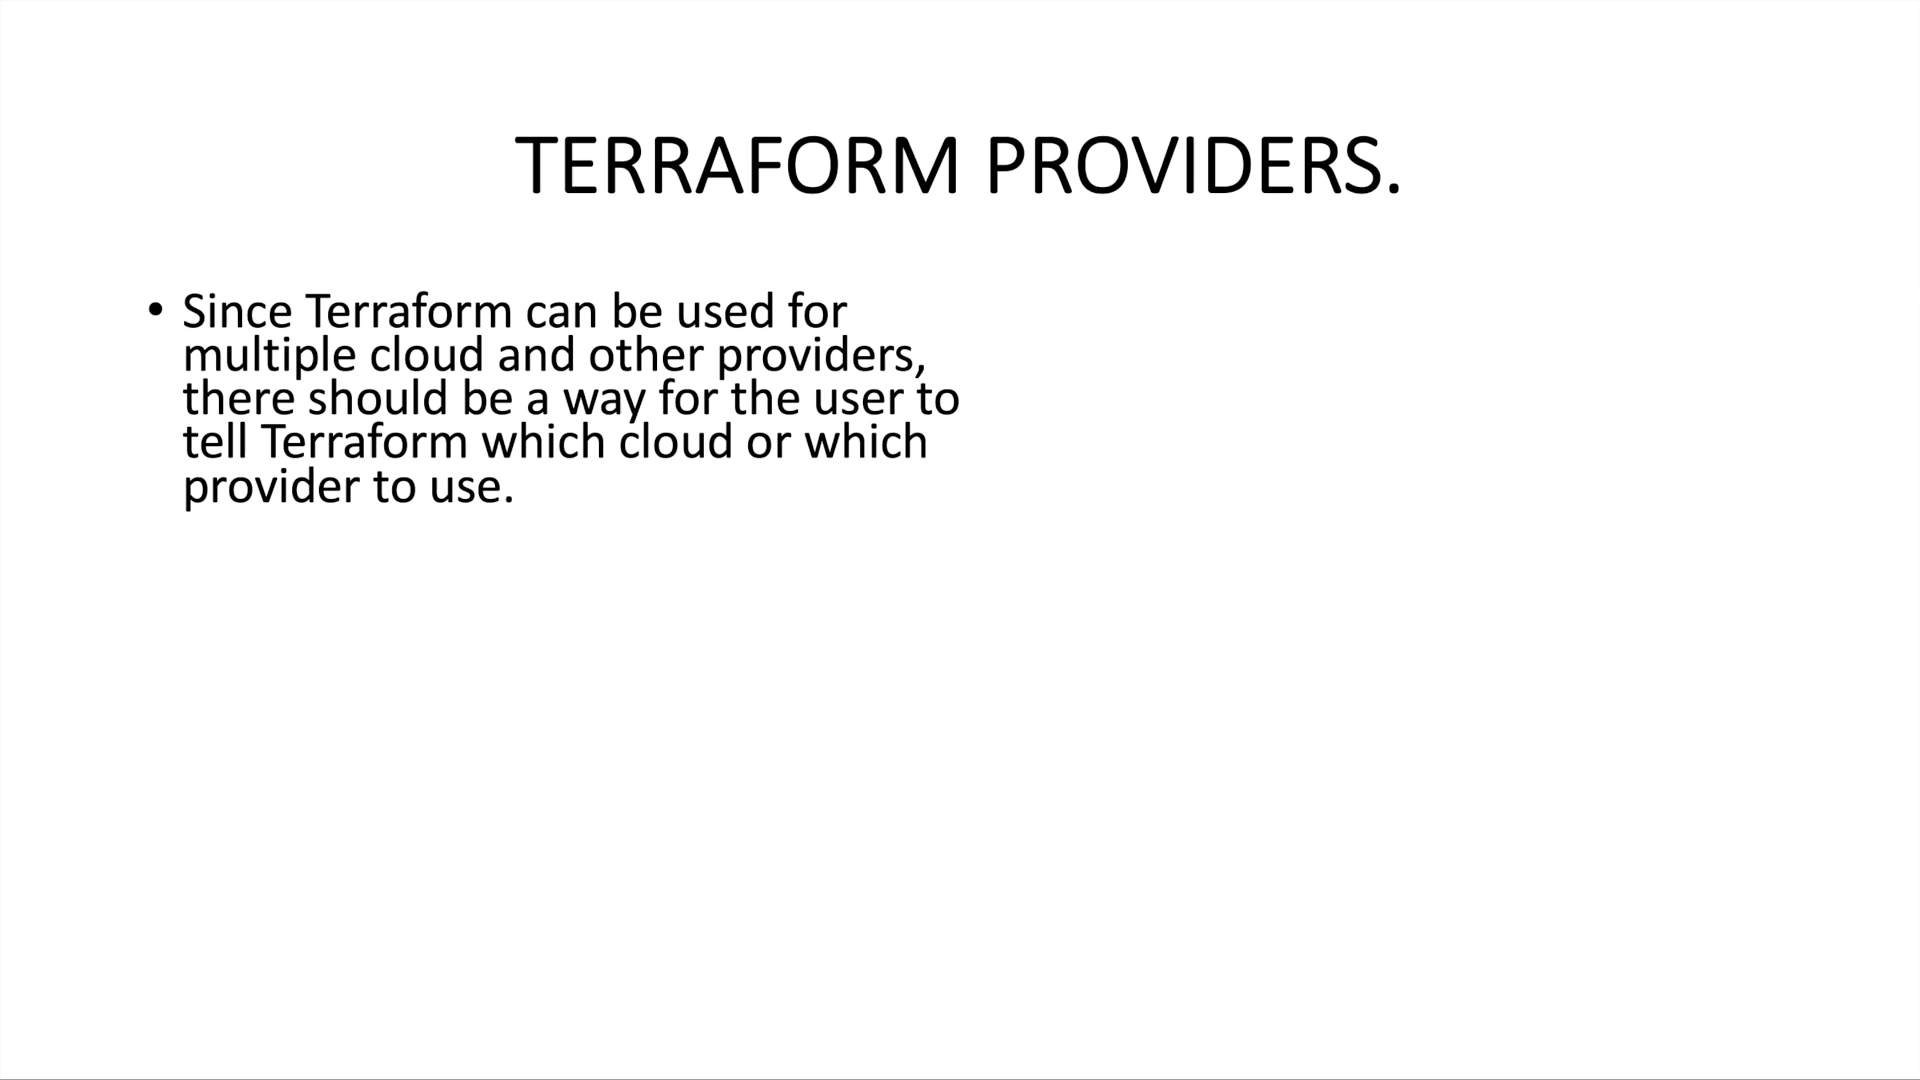 TERRAFORM PROVIDERS.
• Since Terraform can be used for
multiple cloud and other providers,
there should be a way for the user to
tell Terraform which cloud or which
provider to use.